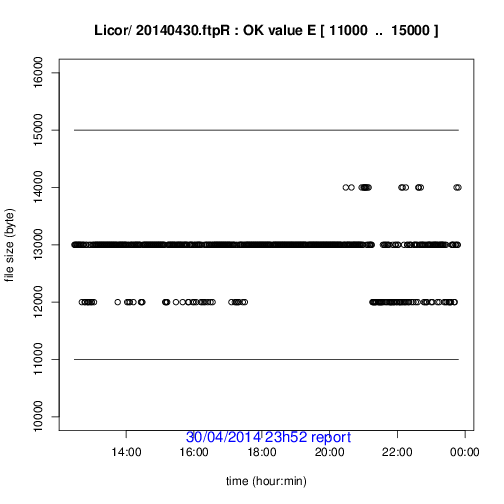 Licor/ 20140430.ftpR : OK value E [ 11000 .. 15000 ]
file size (byte)
16000
15000
14000
13000
12000
11000
10000
30/04/2014 23h52 report
14:00 16:00 18:00 20:00 22:00 00:00
time (hour:min)